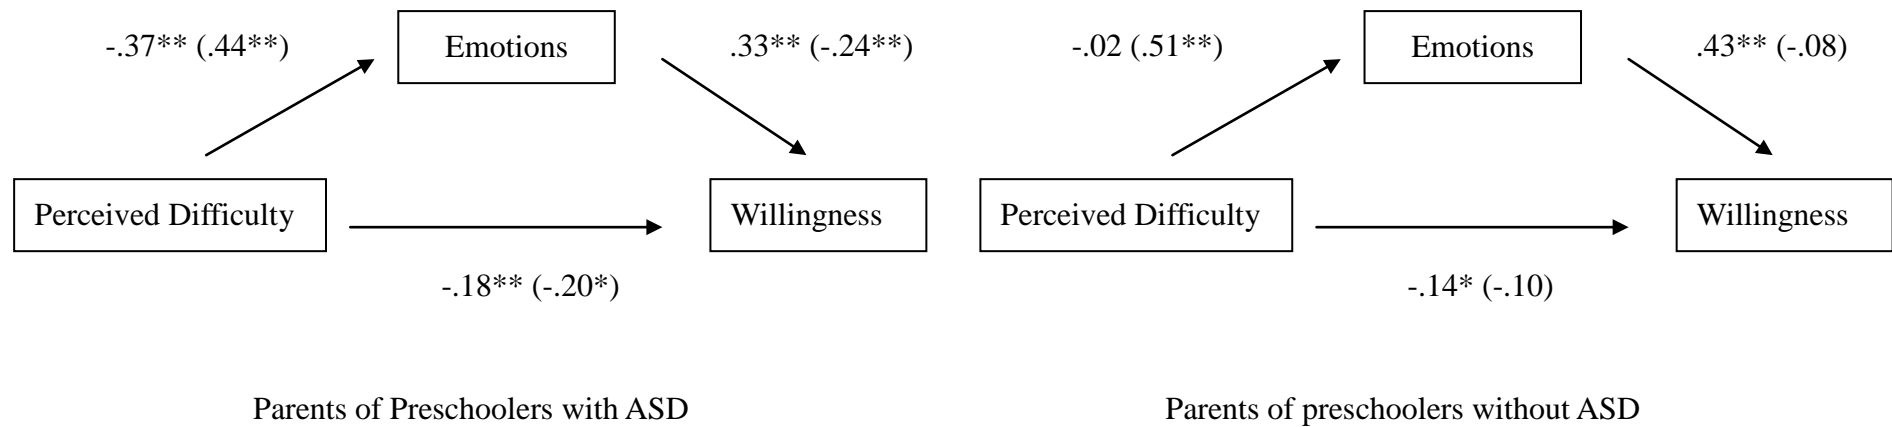 -.37** (.44**)
Emotions
.33** (-.24**)
Perceived Difficulty
Willingness
-.18** (-.20*)
Parents of Preschoolers with ASD
-.02 (.51**)
Emotions
.43** (-.08)
Perceived Difficulty
Willingness
-.14* (-.10)
Parents of preschoolers without ASD